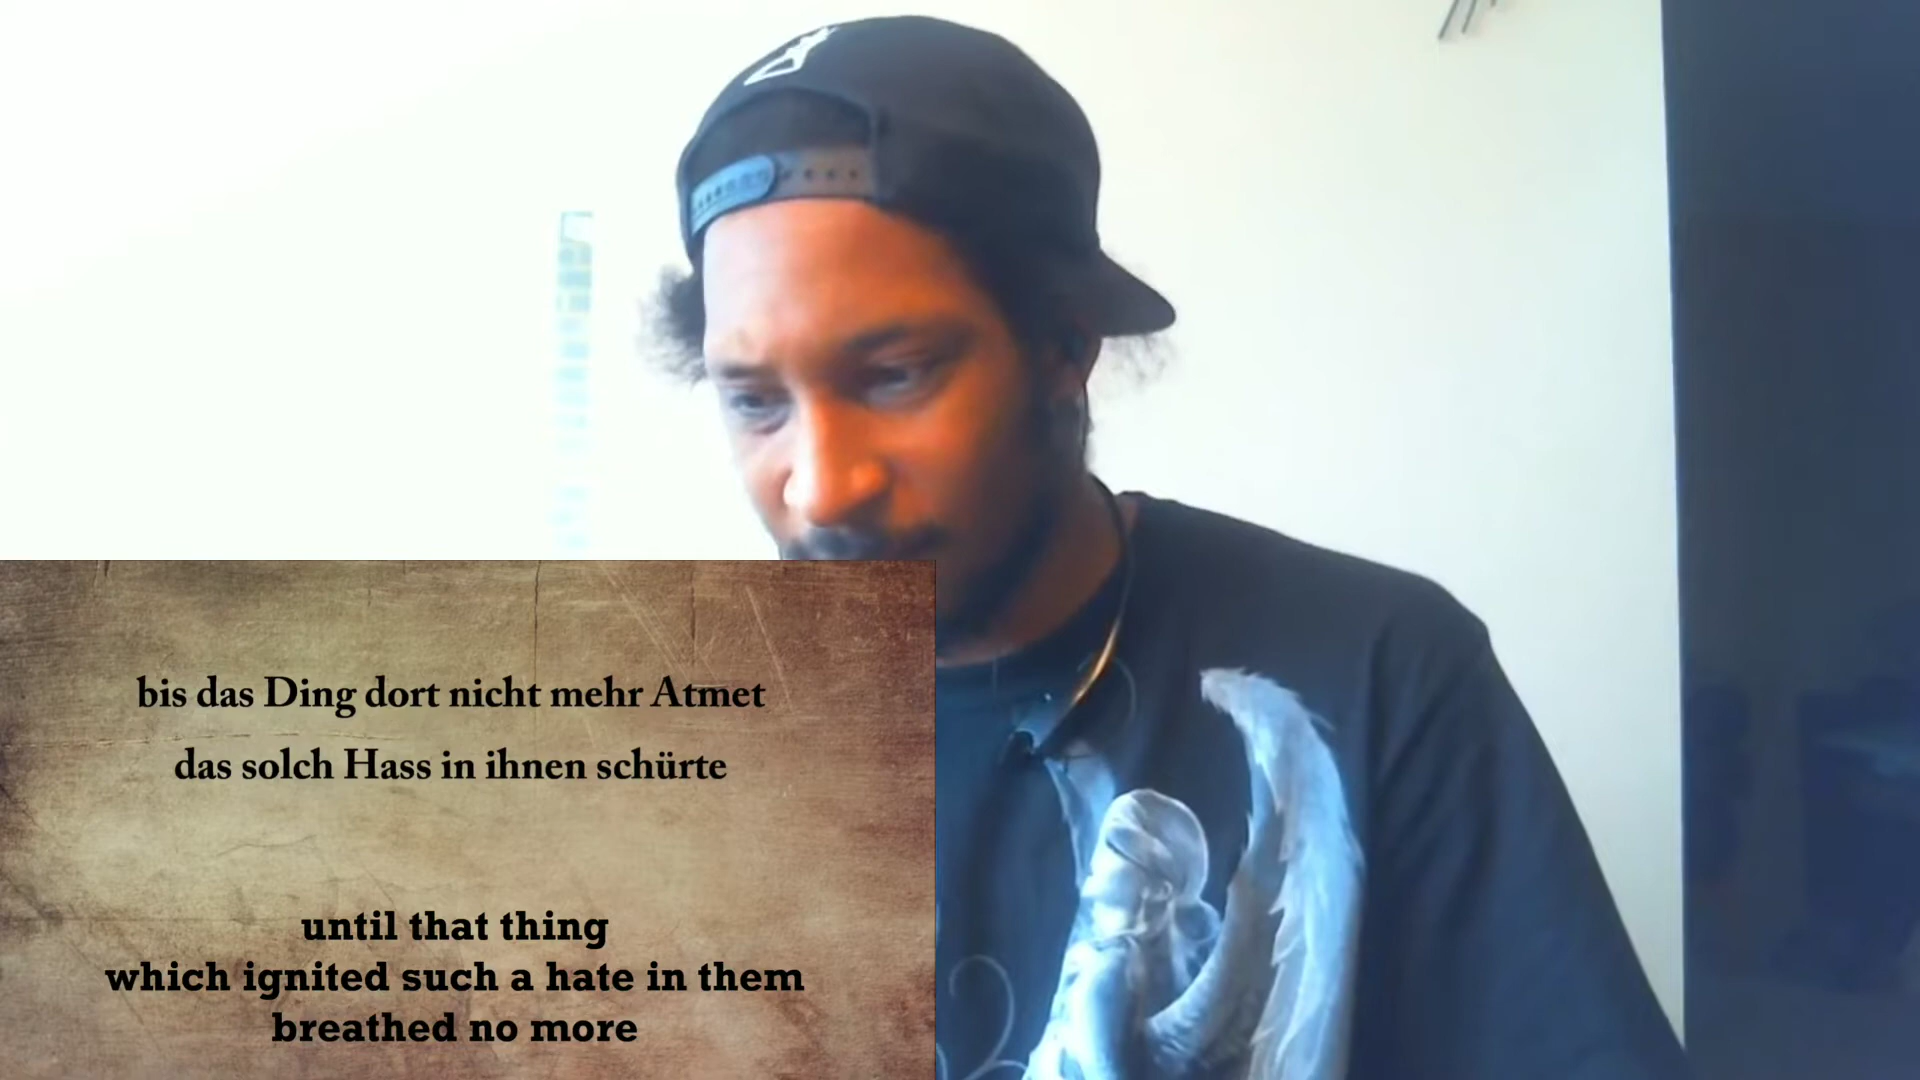 bis das Ding dort nicht mehr Atmet
das solch Hass in ihnen schürte
until that thing
which ignited such a hate in them
breathed no more